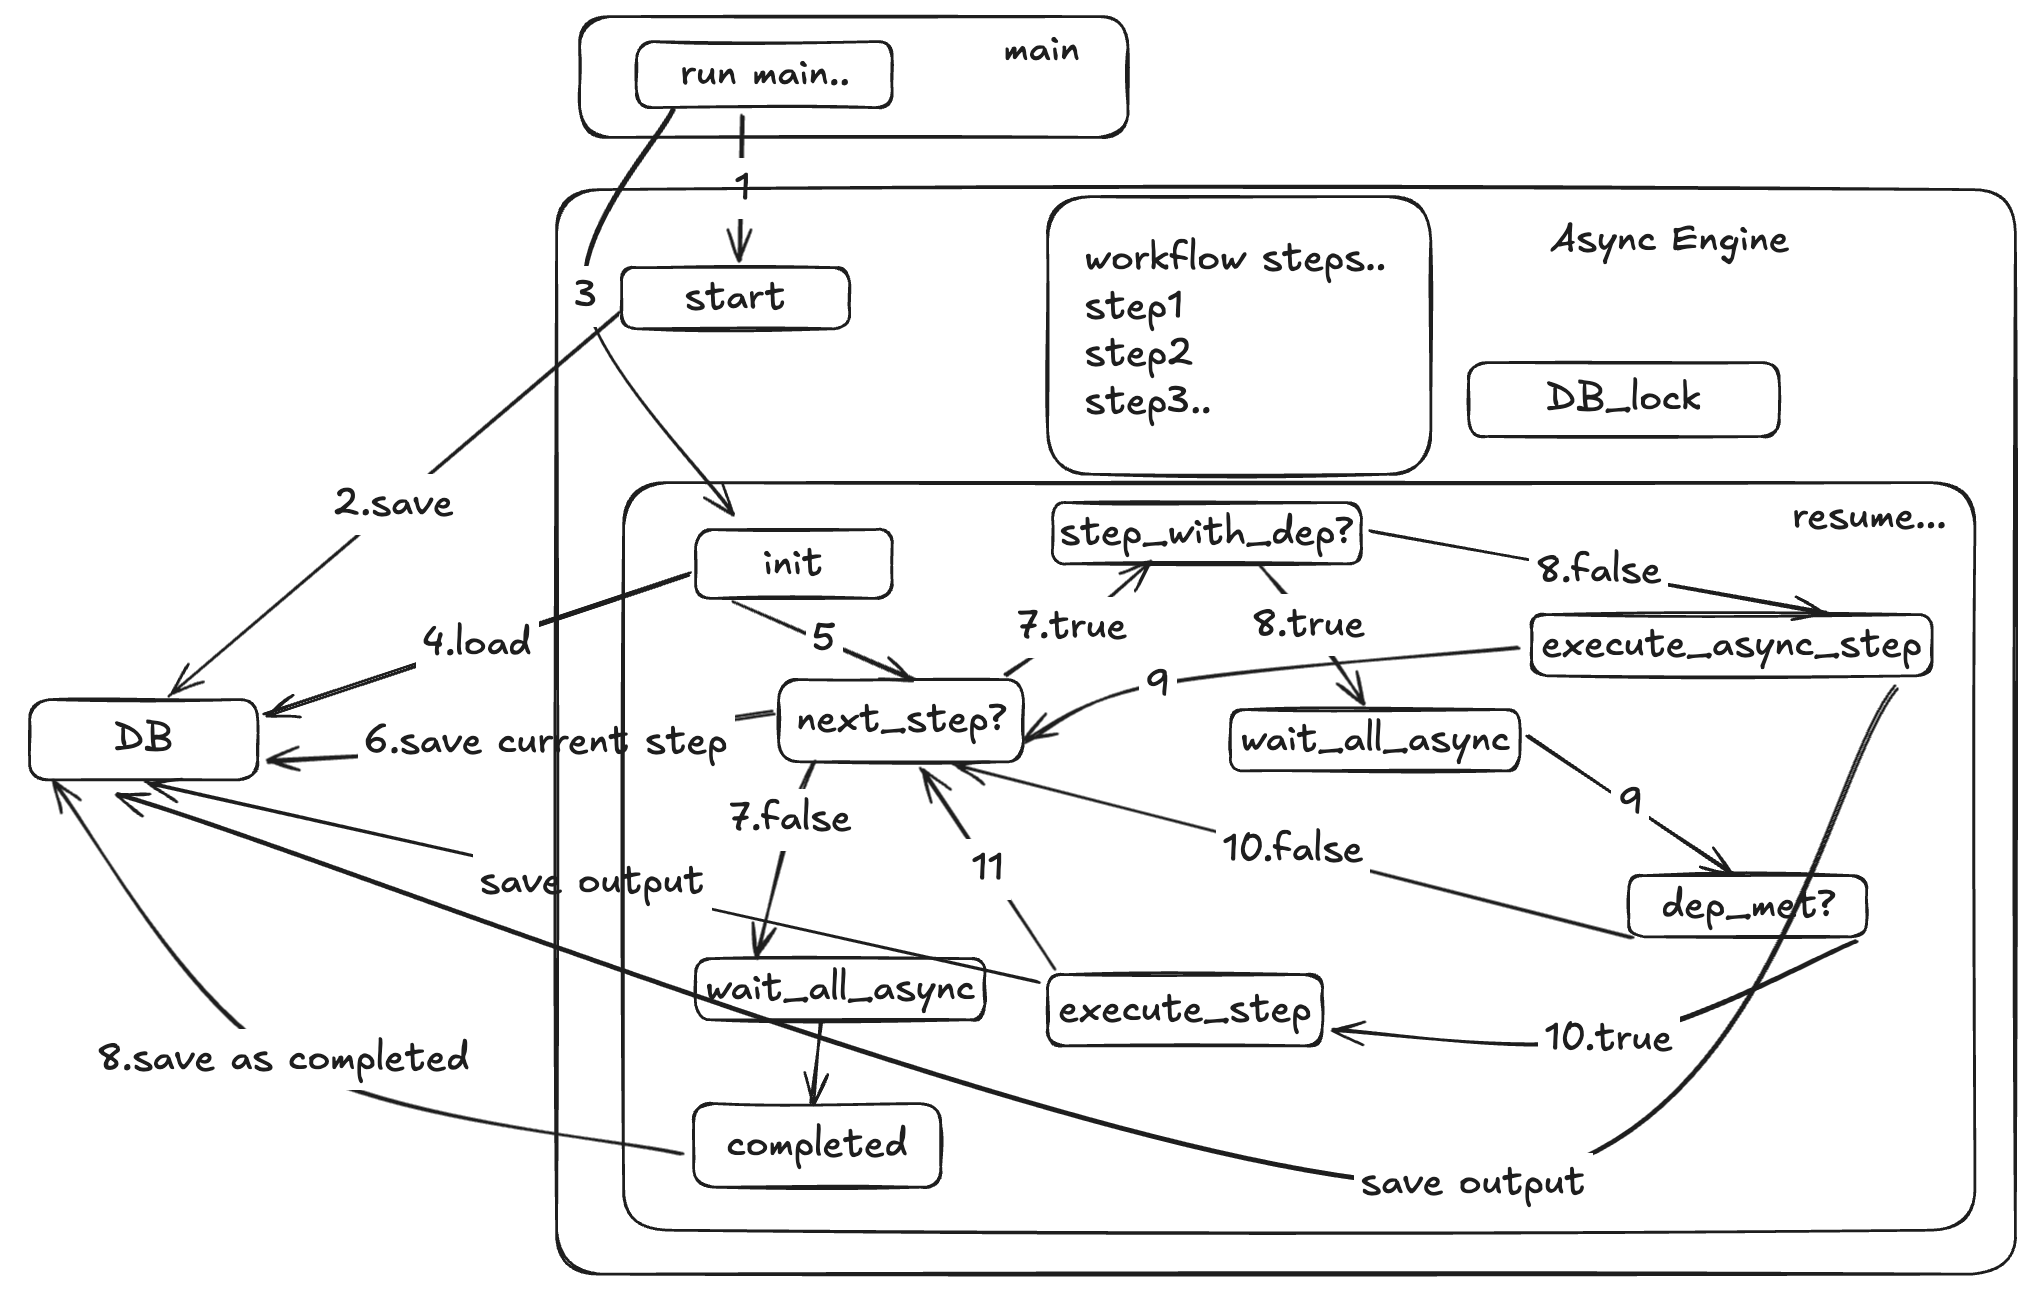 main
run main..
1
Async Engine
workflow steps..
3
start
step1
step2
DB_lock
step3..
2.save
resume...
step_with_dep?
init
8.false
7.true
8.true
5
4.load
execute_async_step
9
next_step?
DB
6.save current step
wait_all_async
9
7.false
10.false
11
save output
dep_met?
wait_all_async
execute_step
10.true
8.save as completed
completed
save output